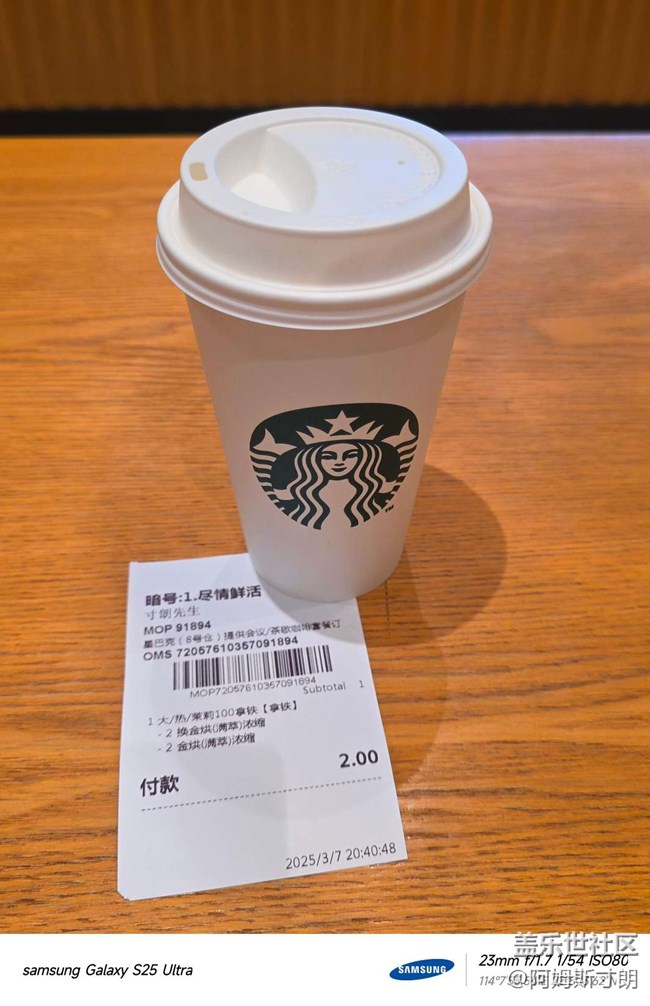 暗号:1.尽情鲜活
寸朗先生
MOP 91894
星巴克（8号仓）提供会议/茶歇咖啡套餐订
OMS 72057610357091894
MOP72057610357091894
Subtotal 1
1 大/热/茉莉100拿铁【拿铁】
- 2 换金烘(满萃)浓缩
- 2 金烘(满萃)浓缩
2.00
付款
2025/3/7 20:40:48
TM
samsung Galaxy S25 Ultra
SAMSUNG
23mm f/1.7 1/54 ISO80
盖乐世社区
@阿姆斯寸朗